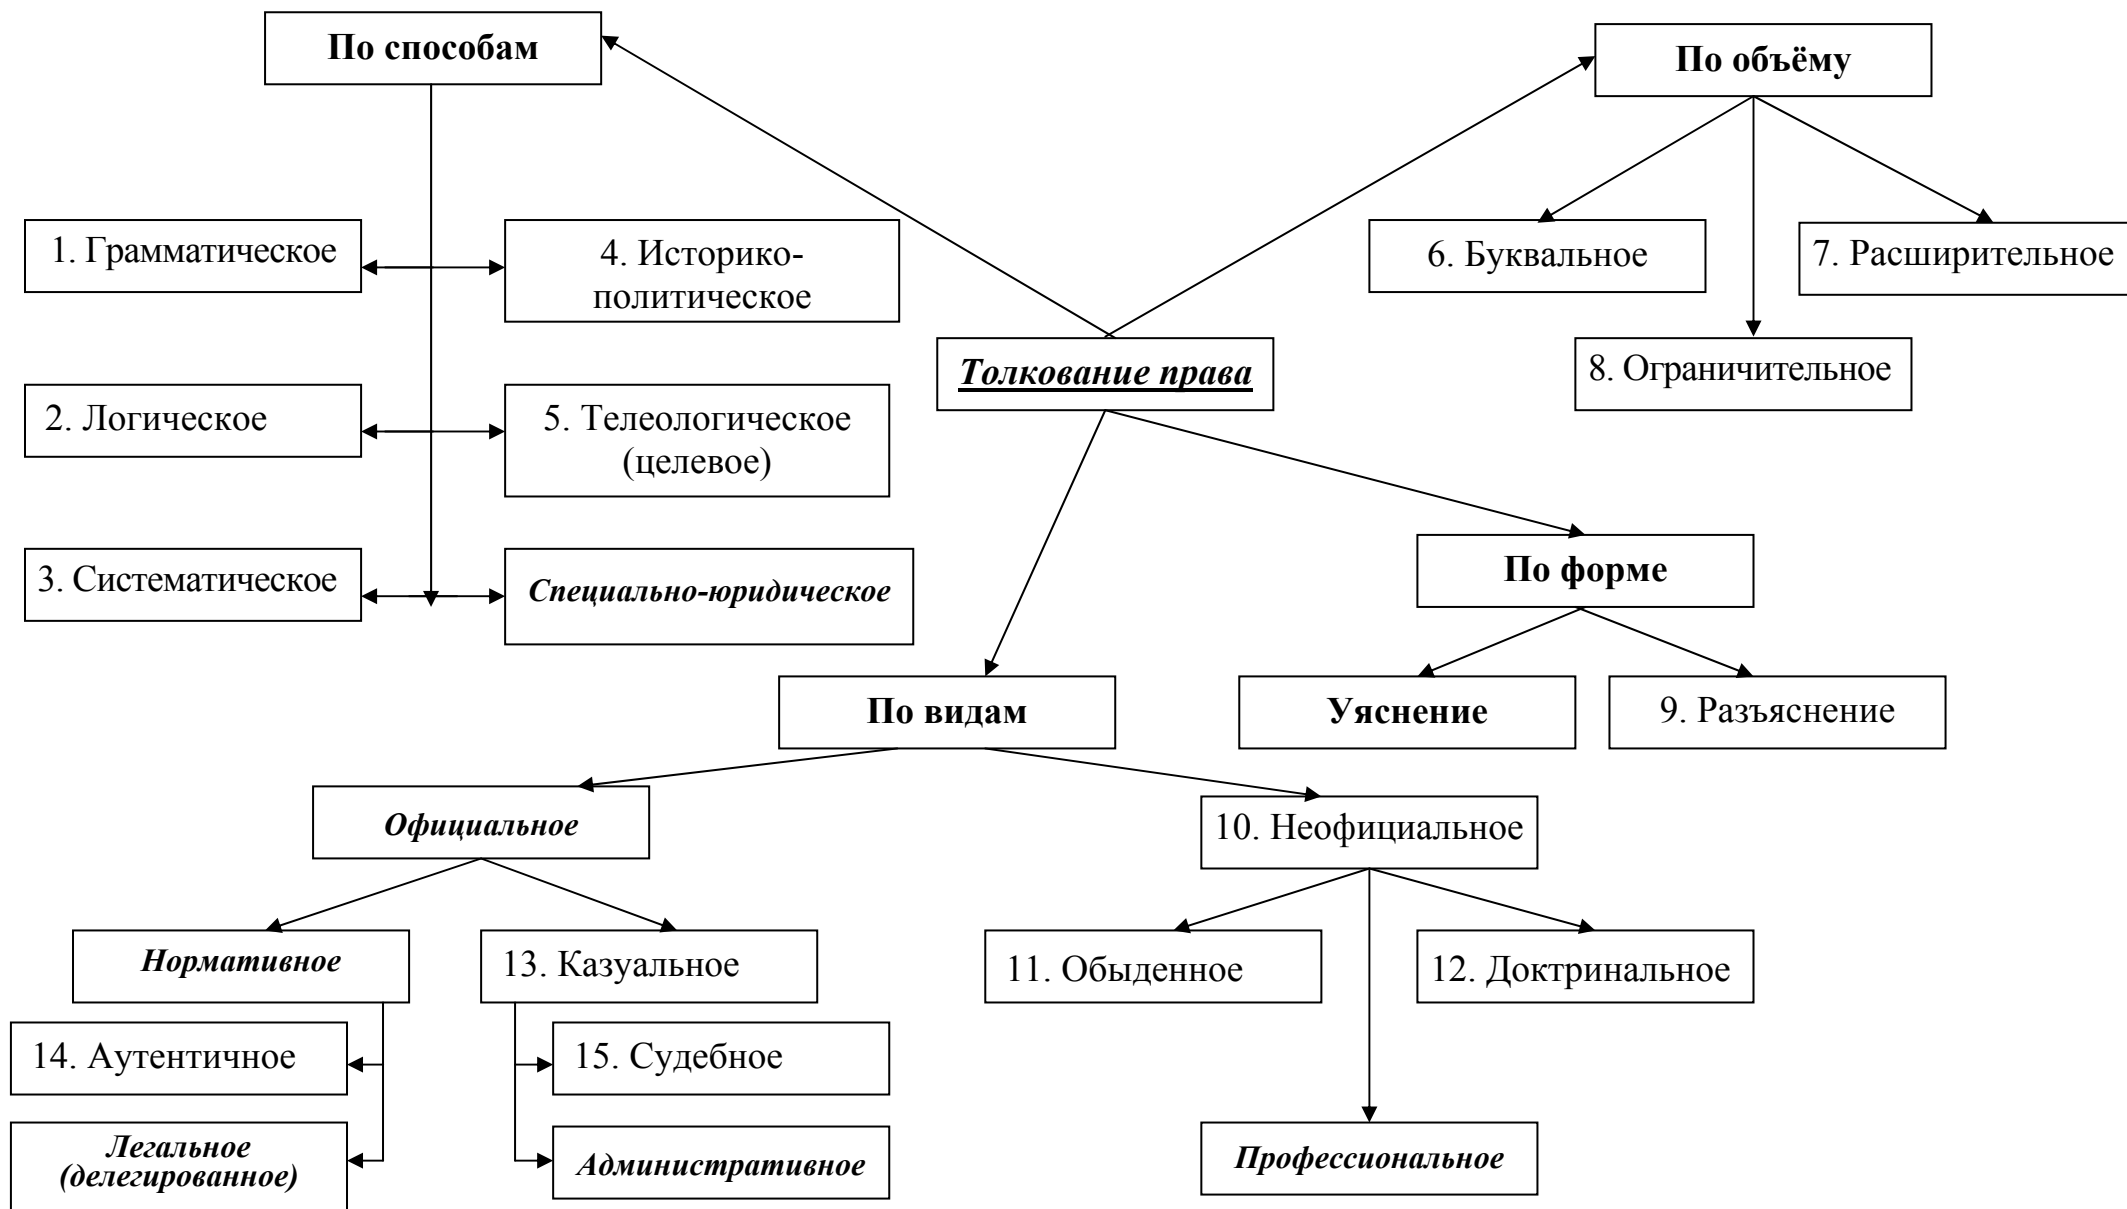 По способам
По объёму
1. Грамматическое
4. Историко-
политическое
6. Буквальное
7. Расширительное
Толкование права
8. Ограничительное
2. Логическое
5. Телеологическое
(целевое)
3. Систематическое
Специально-юридическое
По форме
По видам
Уяснение
9. Разъяснение
Официальное
10. Неофициальное
Нормативное
13. Казуальное
11. Обыденное
12. Доктринальное
14. Аутентичное
15. Судебное
Легальное
(делегированное)
Административное
Профессиональное